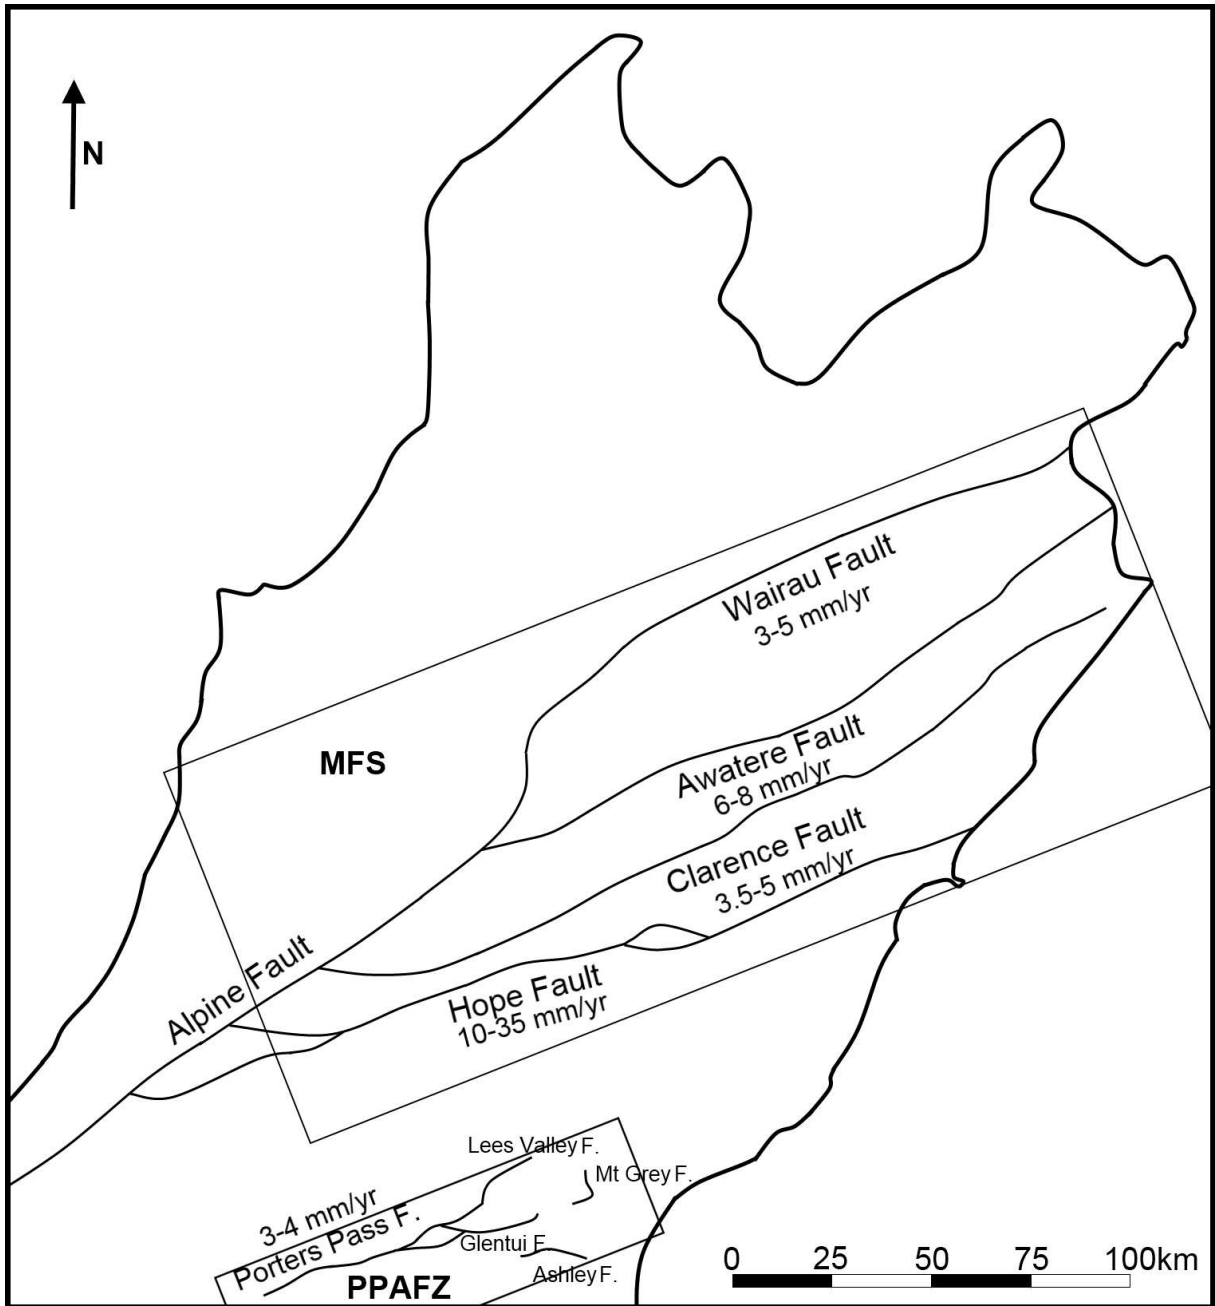 N
Wairau Fault
3-5 mm/yr
MFS
Awatere Fault
6-8 mm/yr
Clarence Fault
3.5-5 mm/yr
Alpine Fault
Hope Fault
10-35 mm/yr
Lees Valley F.
Mt Grey F.
3-4 mm/yr
Porters Pass F.
Glentui F.
Ashley F.
PPAFZ
0 25 50 75 100km